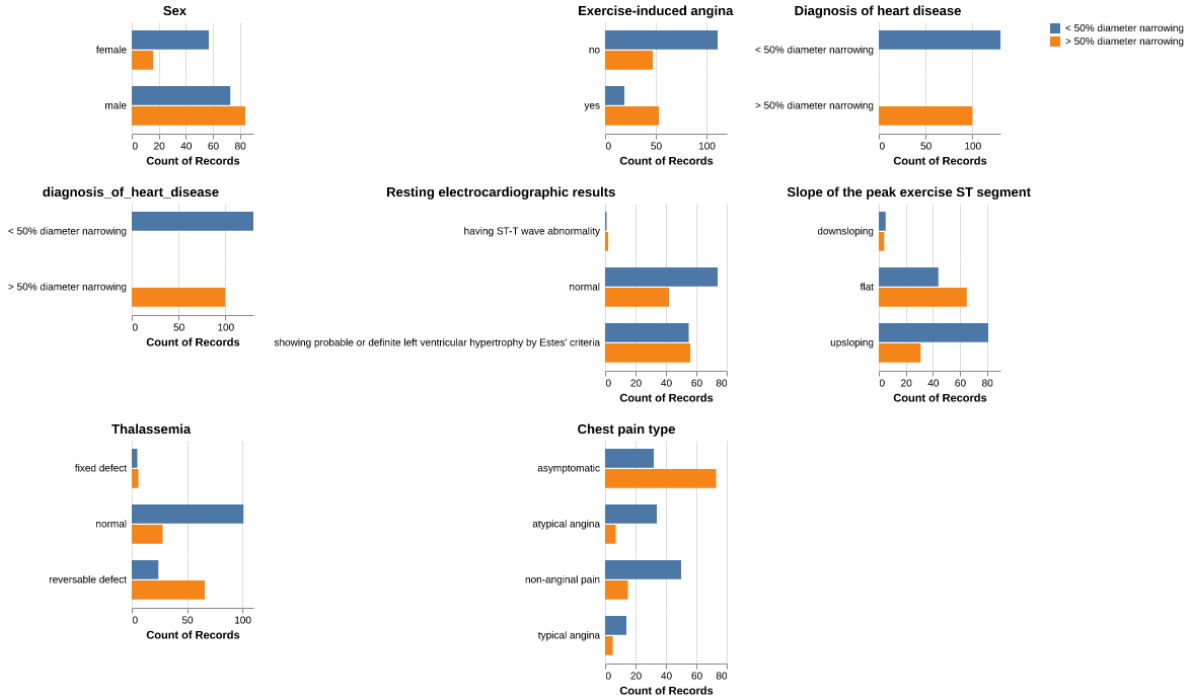 Sex
female
male
0 20 40 60 80
Count of Records
Exercise-induced angina
no
yes
0 50 100
Count of Records
Diagnosis of heart disease
< 50% diameter narrowing
> 50% diameter narrowing
0 50 100
Count of Records
< 50% diameter narrowing
> 50% diameter narrowing
diagnosis_of_heart_disease
< 50% diameter narrowing
> 50% diameter narrowing
0 50 100
Count of Records
Resting electrocardiographic results
having ST-T wave abnormality
normal
showing probable or definite left ventricular hypertrophy by Estes' criteria
0 20 40 60 80
Count of Records
Slope of the peak exercise ST segment
downsloping
flat
upsloping
0 20 40 60 80
Count of Records
Thalassemia
fixed defect
normal
reversable defect
0 50 100
Count of Records
Chest pain type
asymptomatic
atypical angina
non-anginal pain
typical angina
0 20 40 60 80
Count of Records